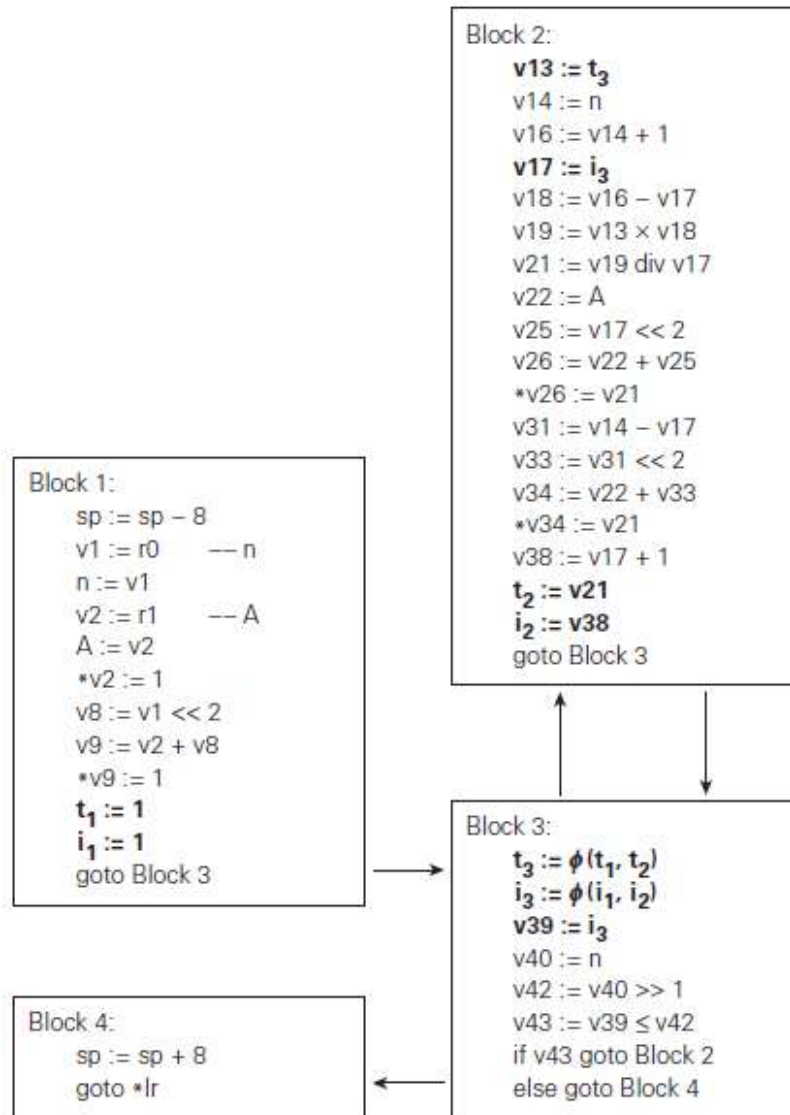 Block 2:
v13 := t3
v14 := n
v16 := v14 + 1
v17 := i3
v18 := v16 – v17
v19 := v13 × v18
v21 := v19 div v17
v22 := A
v25 := v17 << 2
v26 := v22 + v25
*v26 := v21
v31 := v14 – v17
v33 := v31 << 2
v34 := v22 + v33
*v34 := v21
v38 := v17 + 1
t2 := v21
i2 := v38
goto Block 3
Block 1:
sp := sp – 8
v1 := r0 –– n
n := v1
v2 := r1 –– A
A := v2
*v2 := 1
v8 := v1 << 2
v9 := v2 + v8
*v9 := 1
t1 := 1
i1 := 1
goto Block 3
Block 3:
t3 := ϕ(t1, t2)
i3 := ϕ(i1, i2)
v39 := i3
v40 := n
v42 := v40 >> 1
v43 := v39 ≤ v42
if v43 goto Block 2
else goto Block 4
Block 4:
sp := sp + 8
goto *lr